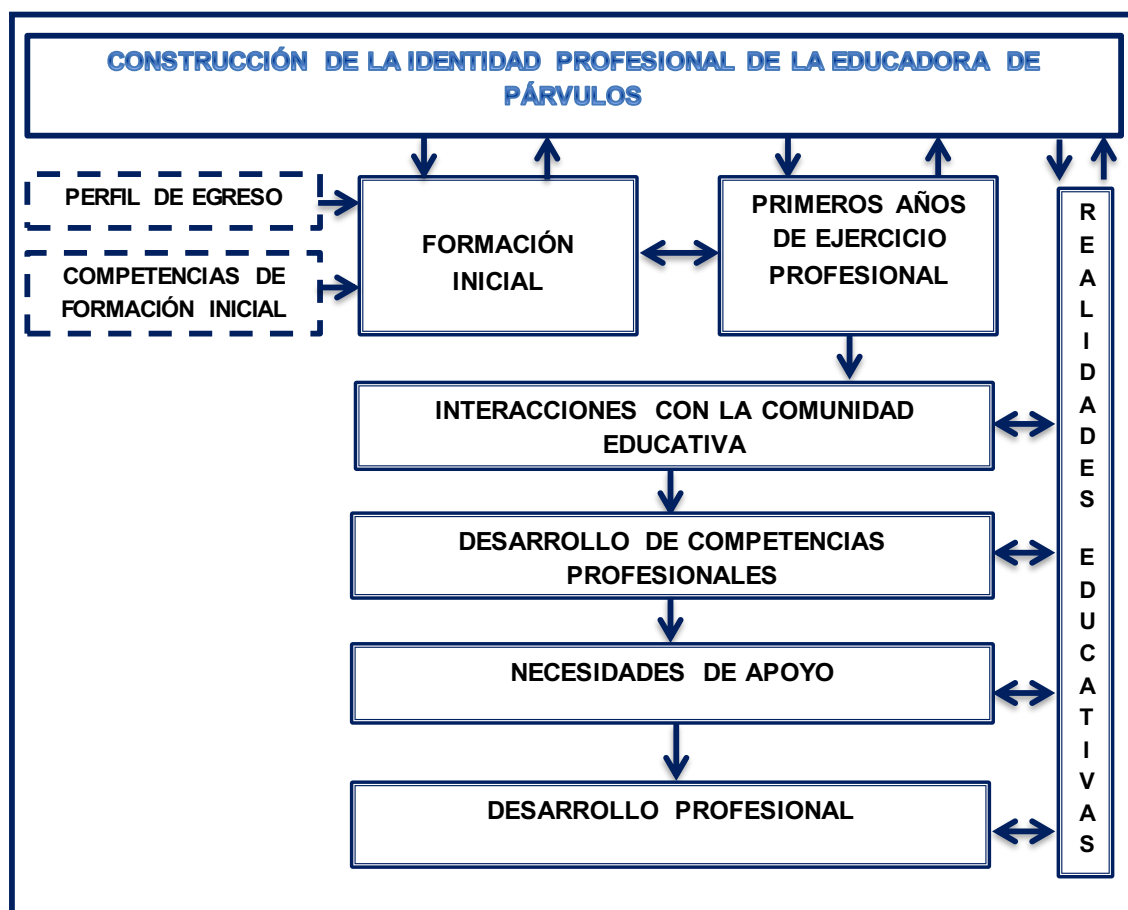 CONSTRUCCIÓN DE LA IDENTIDAD PROFESIONAL DE LA EDUCADORA DE
PÁRVULOS
PERFIL DE EGRESO
COMPETENCIAS DE
FORMACIÓN INICIAL
FORMACIÓN
INICIAL
PRIMEROS AÑOS
DE EJERCICIO
PROFESIONAL
INTERACCIONES CON LA COMUNIDAD
EDUCATIVA
DESARROLLO DE COMPETENCIAS
PROFESIONALES
NECESIDADES DE APOYO
DESARROLLO PROFESIONAL
REALIDADES EDUCATIVAS